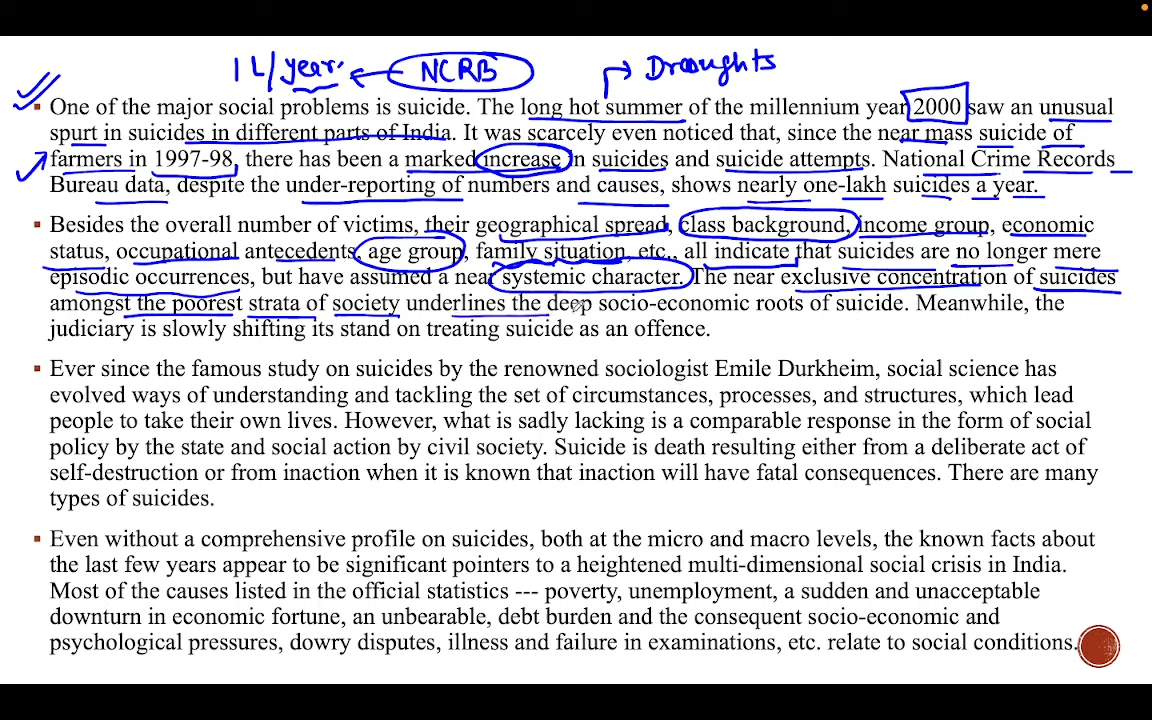 1 L/year. ← NCRB → Droughts
▪ One of the major social problems is suicide. The long hot summer of the millennium year 2000 saw an unusual
spurt in suicides in different parts of India. It was scarcely even noticed that, since the near mass suicide of
farmers in 1997-98, there has been a marked increase in suicides and suicide attempts. National Crime Records
Bureau data, despite the under-reporting of numbers and causes, shows nearly one-lakh suicides a year.
▪ Besides the overall number of victims, their geographical spread, class background, income group, economic
status, occupational antecedents, age group, family situation, etc., all indicate that suicides are no longer mere
episodic occurrences, but have assumed a near systemic character. The near exclusive concentration of suicides
amongst the poorest strata of society underlines the deep socio-economic roots of suicide. Meanwhile, the
judiciary is slowly shifting its stand on treating suicide as an offence.
▪ Ever since the famous study on suicides by the renowned sociologist Emile Durkheim, social science has
evolved ways of understanding and tackling the set of circumstances, processes, and structures, which lead
people to take their own lives. However, what is sadly lacking is a comparable response in the form of social
policy by the state and social action by civil society. Suicide is death resulting either from a deliberate act of
self-destruction or from inaction when it is known that inaction will have fatal consequences. There are many
types of suicides.
▪ Even without a comprehensive profile on suicides, both at the micro and macro levels, the known facts about
the last few years appear to be significant pointers to a heightened multi-dimensional social crisis in India.
Most of the causes listed in the official statistics --- poverty, unemployment, a sudden and unacceptable
downturn in economic fortune, an unbearable, debt burden and the consequent socio-economic and
psychological pressures, dowry disputes, illness and failure in examinations, etc. relate to social conditions.